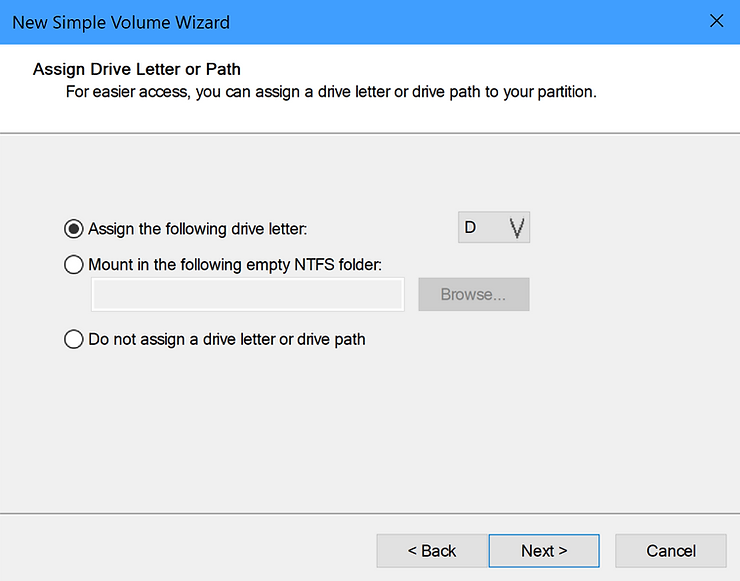 New Simple Volume Wizard
Assign Drive Letter or Path
For easier access, you can assign a drive letter or drive path to your partition.
Assign the following drive letter:
D
Mount in the following empty NTFS folder:
Browse...
Do not assign a drive letter or drive path
< Back
Next >
Cancel